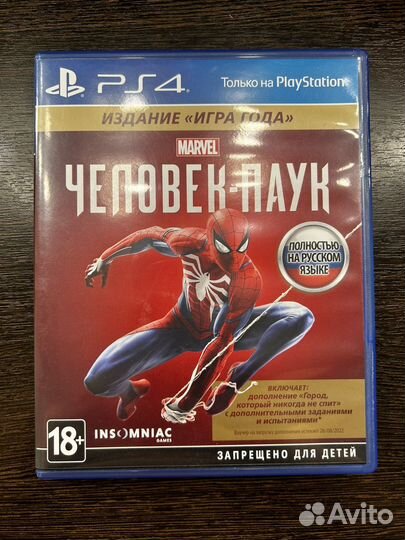 PS4
Только на PlayStation
ИЗДАНИЕ «ИГРА ГОДА»
MARVEL
ЧЕЛОВЕК-ПАУК
ПОЛНОСТЬЮ
НА РУССКОМ
ЯЗЫКЕ
ВКЛЮЧАЕТ:
дополнение «Город,
который никогда не спит»
с дополнительными заданиями
и испытаниями*
18+
INSOMNIAC
GAMES
ЗАПРЕЩЕНО ДЛЯ ДЕТЕЙ
Avito